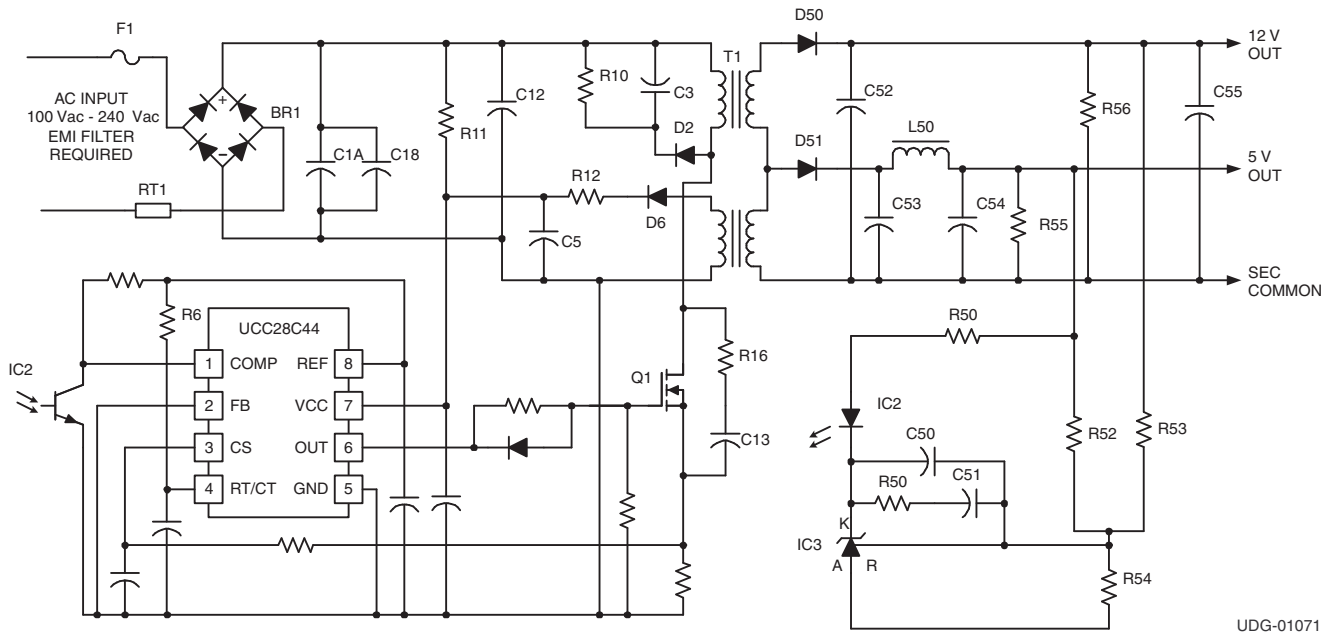 F1
AC INPUT
100 Vac - 240 Vac
EMI FILTER
REQUIRED
RT1
+
–
BR1
C1A
C18
R11
C12
R10
C3
D2
T1
R12
D6
C5
D50
D51
C52
L50
C53
C54
R55
R56
C55
12 V
OUT
5 V
OUT
SEC
COMMON
IC2
R6
UCC28C44
1 COMP REF 8
2 FB VCC 7
3 CS OUT 6
4 RT/CT GND 5
Q1
R16
C13
R50
IC2
C50
R50
C51
K
IC3
A R
R52
R53
R54
UDG-01071